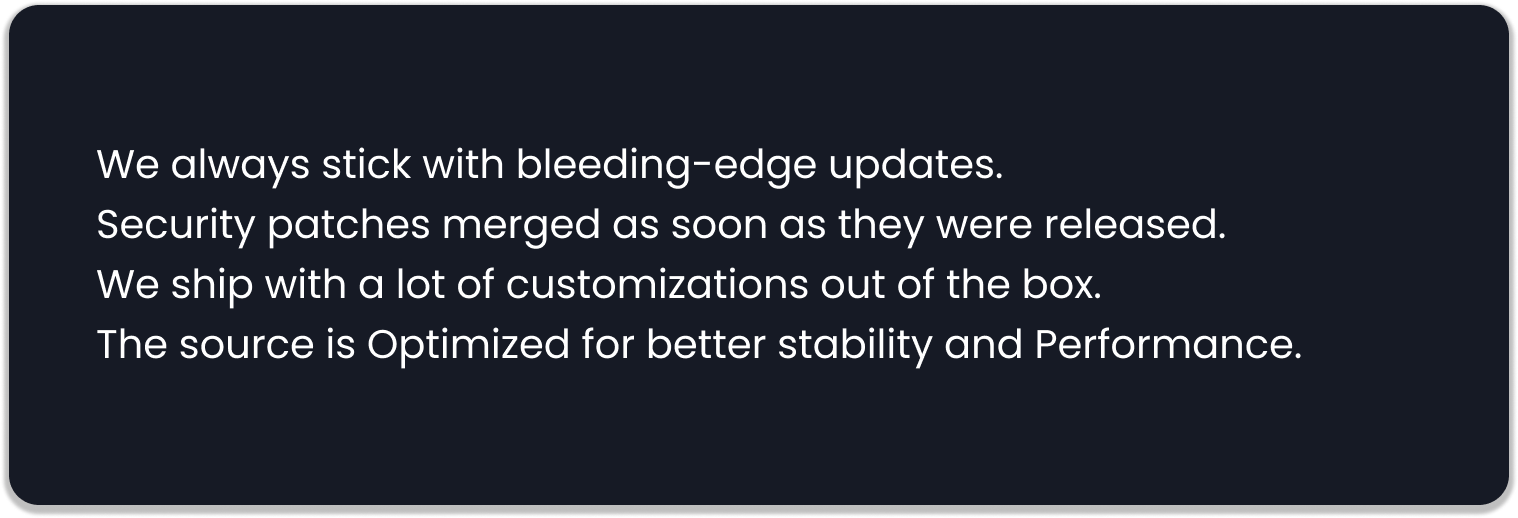 We always stick with bleeding-edge updates.
Security patches merged as soon as they were released.
We ship with a lot of customizations out of the box.
The source is Optimized for better stability and Performance.